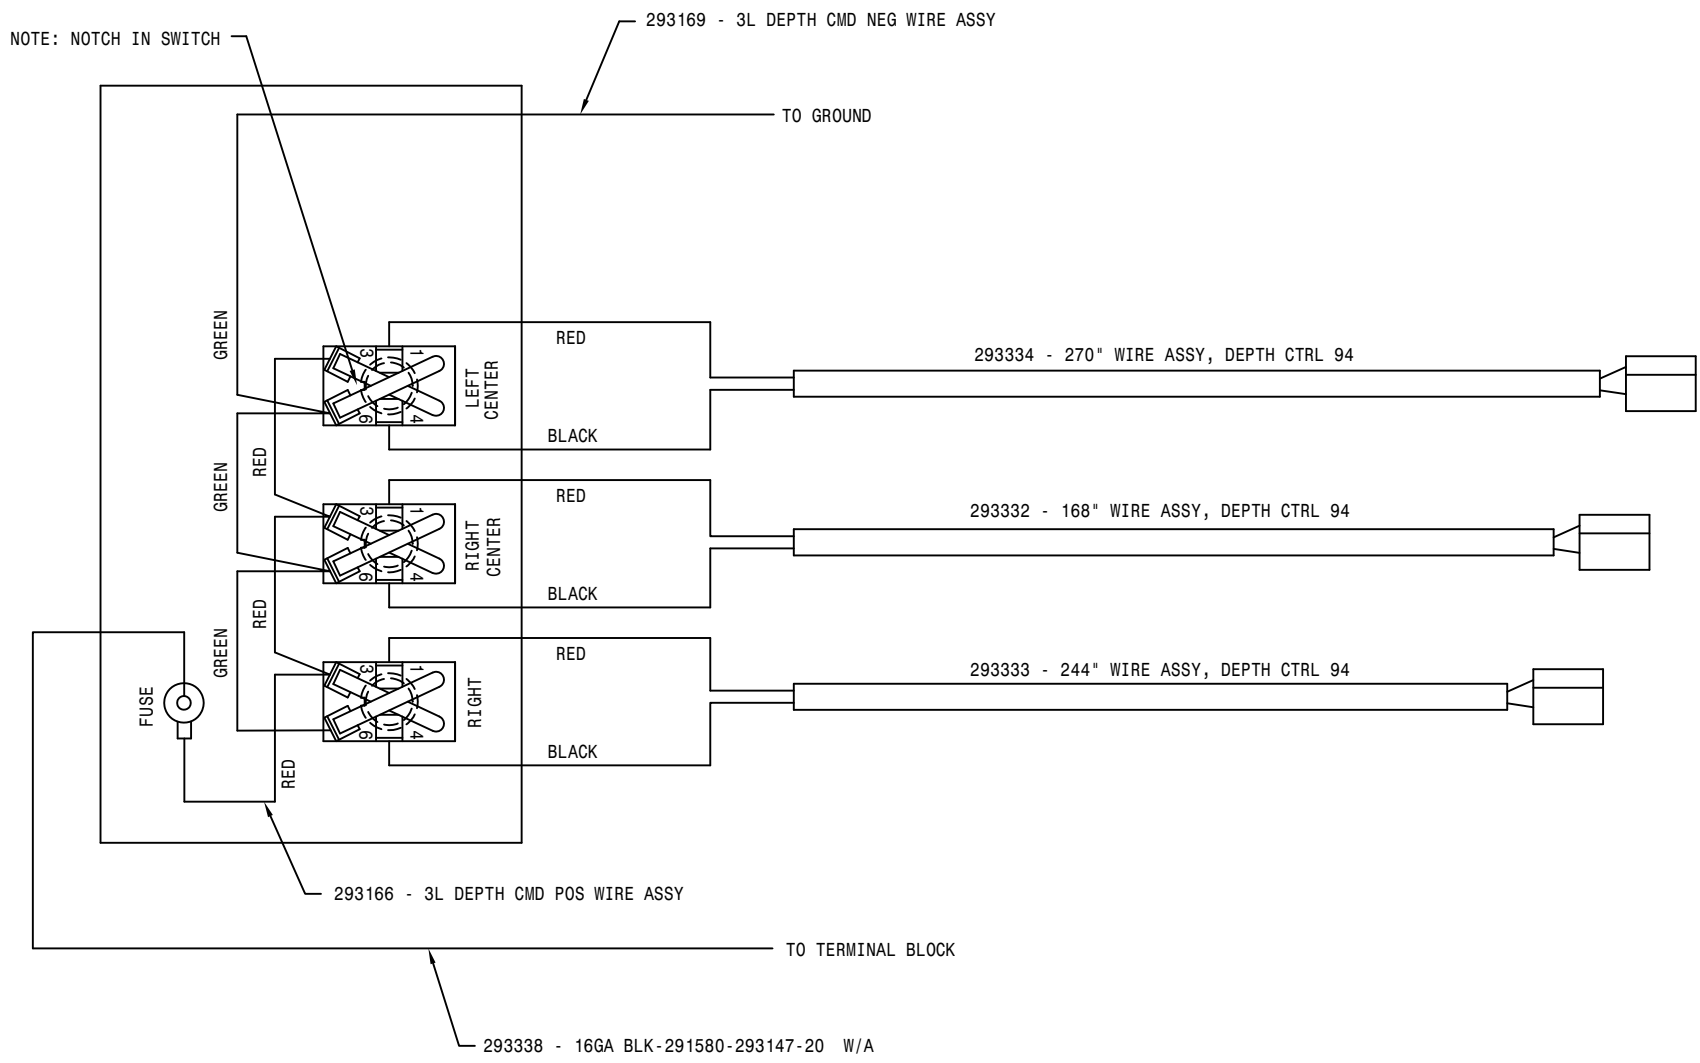 293169 - 3L DEPTH CMD NEG WIRE ASSY
NOTE: NOTCH IN SWITCH
TO GROUND
GREEN
RED
3
1
6
4
LEFT
CENTER
BLACK
293334 - 270" WIRE ASSY, DEPTH CTRL 94
GREEN
RED
RED
3
1
6
4
RIGHT
CENTER
BLACK
293332 - 168" WIRE ASSY, DEPTH CTRL 94
GREEN
RED
RED
3
1
6
4
RIGHT
BLACK
293333 - 244" WIRE ASSY, DEPTH CTRL 94
FUSE
RED
293166 - 3L DEPTH CMD POS WIRE ASSY
TO TERMINAL BLOCK
293338 - 16GA BLK-291580-293147-20 W/A